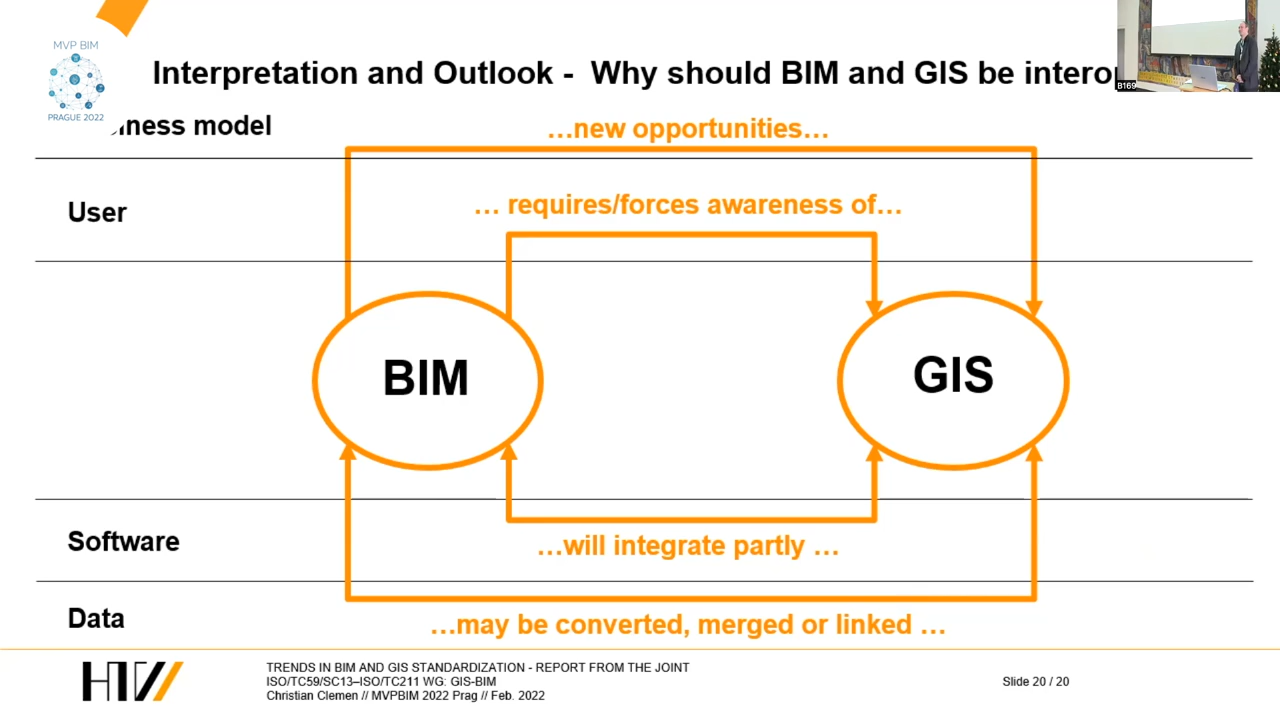 MVP BIM
PRAGUE 2022
Interpretation and Outlook - Why should BIM and GIS be
B169
model
…new opportunities…
User
… requires/forces awareness of…
BIM
GIS
Software
…will integrate partly …
Data
…may be converted, merged or linked …
HTW
TRENDS IN BIM AND GIS STANDARDIZATION - REPORT FROM THE JOINT
ISO/TC59/SC13–ISO/TC211 WG: GIS-BIM
Christian Clemen // MVPBIM 2022 Prag // Feb. 2022
Slide 20 / 20